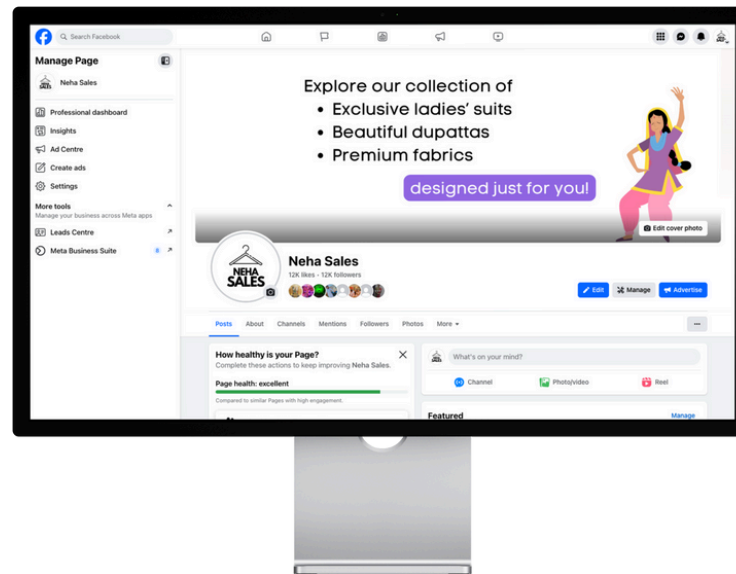 Search Facebook
Manage Page
Neha Sales
Professional dashboard
Insights
Ad Centre
Create ads
Settings
More tools
Manage your business across Meta apps
Leads Centre
Meta Business Suite
Explore our collection of
• Exclusive ladies' suits
• Beautiful dupattas
• Premium fabrics
designed just for you!
Edit cover photo
NEHA
SALES
Neha Sales
12K likes • 12K followers
Edit
Manage
Advertise
Posts
About
Channels
Mentions
Followers
Photos
More
How healthy is your Page?
Complete these actions to keep improving Neha Sales.
Page health: excellent
Compared to similar Pages with high engagement.
What's on your mind?
Channel
Photo/video
Reel
Featured
Manage